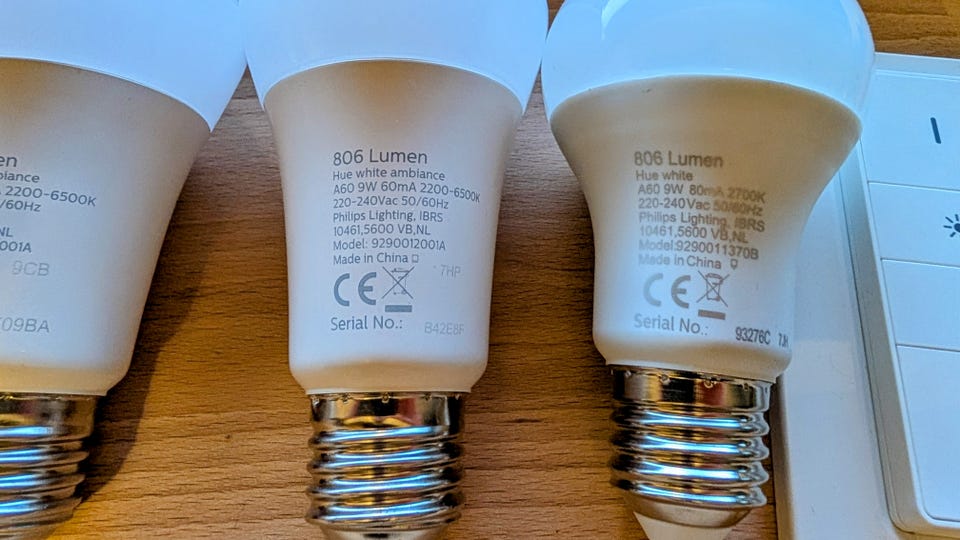 2200-6500K
/60Hz
NL
001A
9CB
09BA
806 Lumen
Hue white ambiance
A60 9W 60mA 2200-6500K
220-240Vac 50/60Hz
Philips Lighting, IBRS
10461,5600 VB,NL
Model: 9290012001A
Made in China
7HP
CE
Serial No.:
B42E8F
806 Lumen
Hue white
A60 9W 80mA 2700K
220-240Vac 50/60Hz
Philips Lighting, IBRS
10461,5600 VB,NL
Model:9290011370B
Made in China
CE
Serial No.:
93276C